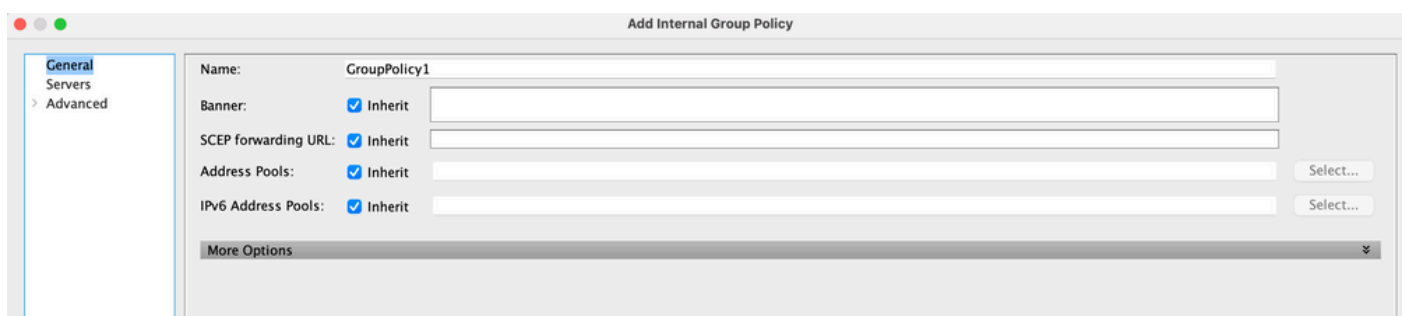 Add Internal Group Policy
General
Servers
Advanced
Name: GroupPolicy1
Banner: Inherit
SCEP forwarding URL: Inherit
Address Pools: Inherit Select...
IPv6 Address Pools: Inherit Select...
More Options